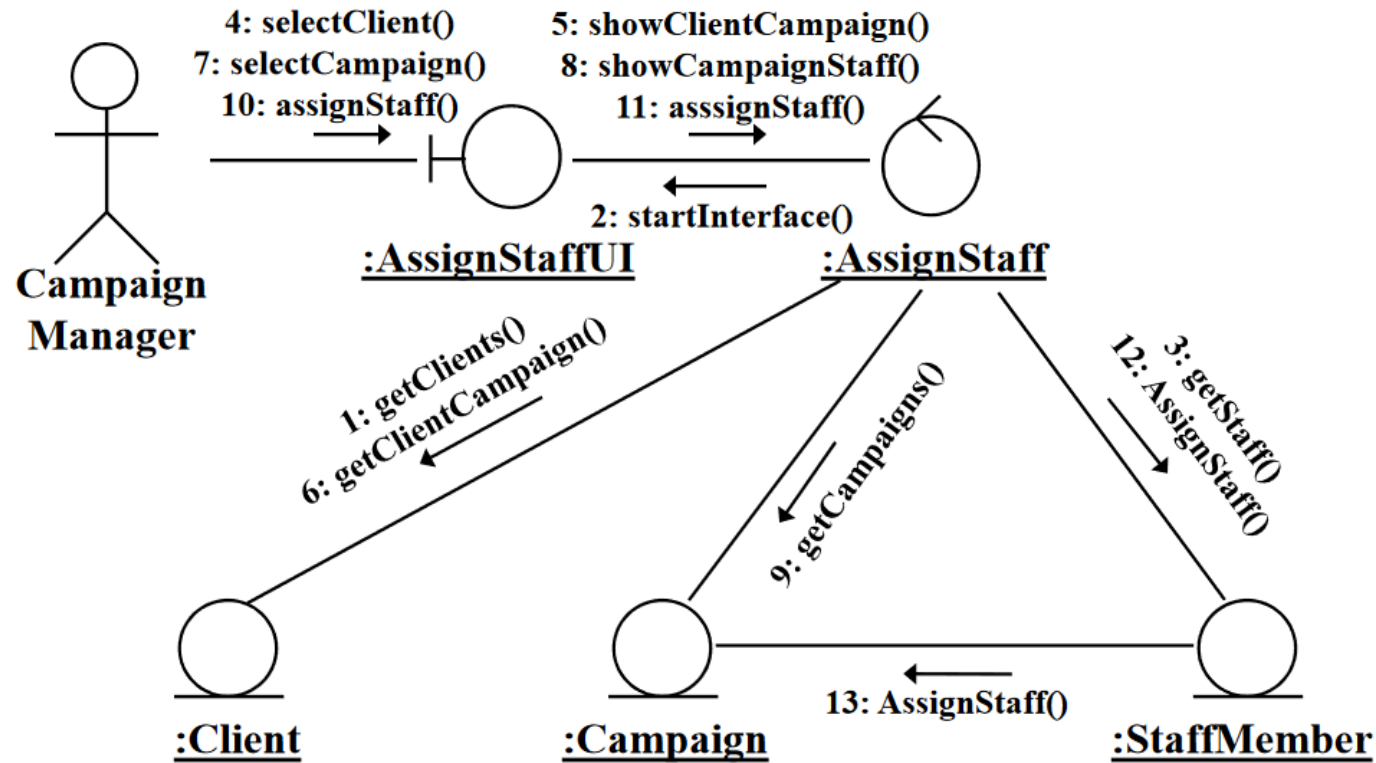 4: selectClient()
7: selectCampaign()
10: assignStaff()
5: showClientCampaign()
8: showCampaignStaff()
11: asssignStaff()
2: startInterface()
:AssignStaffUI
:AssignStaff
Campaign
Manager
1: getClients()
6: getClientCampaign()
9: getCampaigns()
3: getStaff()
12: AssignStaff()
13: AssignStaff()
:Client
:Campaign
:StaffMember